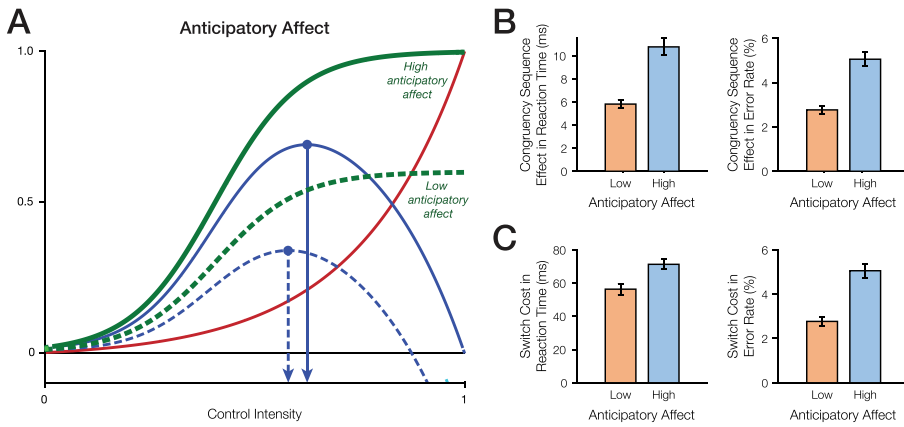 A
Anticipatory Affect
1.0
0.5
0
0
1
High
anticipatory
affect
Low
anticipatory
affect
Control Intensity
B
Congruency Sequence
Effect in Reaction Time (ms)
10
8
6
4
2
0
Low
High
Anticipatory Affect
Congruency Sequence
Effect in Error Rate (%)
6
4
2
0
Low
High
Anticipatory Affect
C
Switch Cost in
Reaction Time (ms)
80
60
40
20
0
Low
High
Anticipatory Affect
Switch Cost in
Error Rate (%)
6
4
2
0
Low
High
Anticipatory Affect